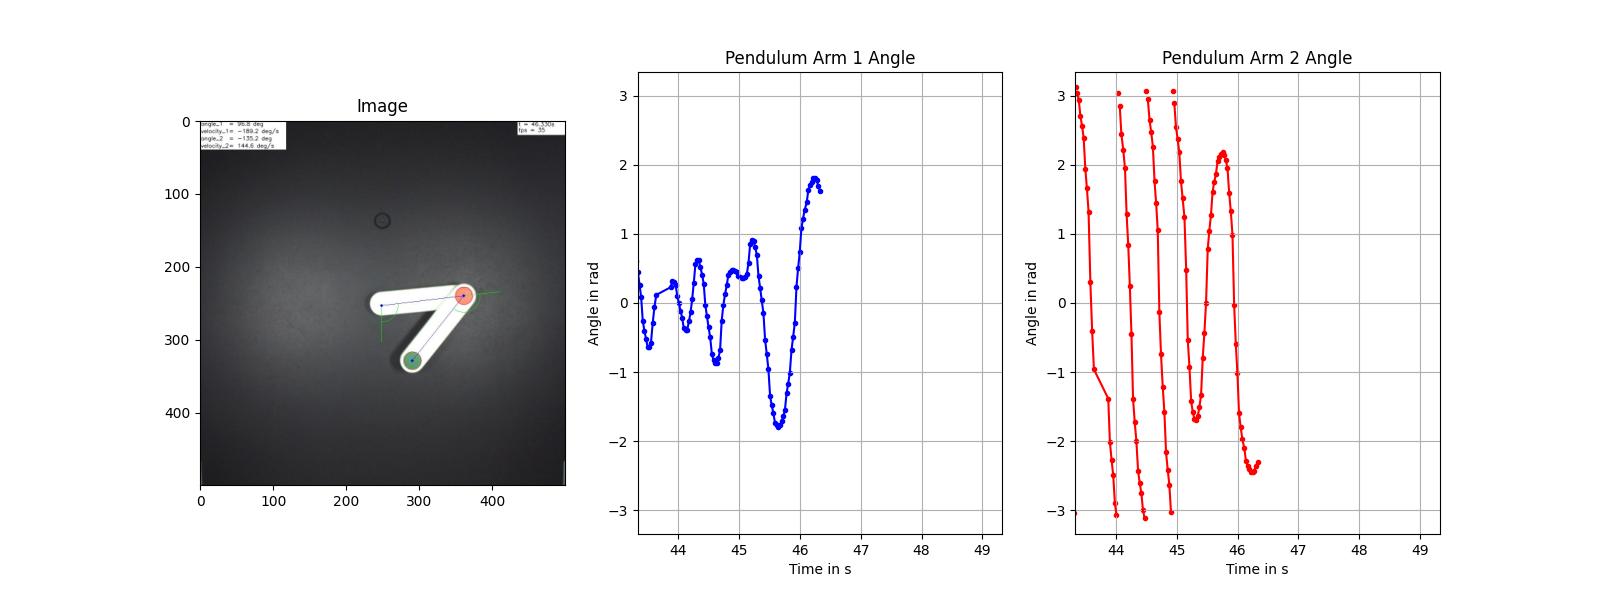 Image
angle_1 = 96.8 deg
velocity_1= -189.2 deg/s
angle_2 = -135.2 deg
velocity_2= 144.6 deg/s
t = 46.330s
fps = 35
0
100
200
300
400
0 100 200 300 400
Pendulum Arm 1 Angle
Angle in rad
3
2
1
0
−1
−2
−3
44 45 46 47 48 49
Time in s
Pendulum Arm 2 Angle
Angle in rad
3
2
1
0
−1
−2
−3
44 45 46 47 48 49
Time in s